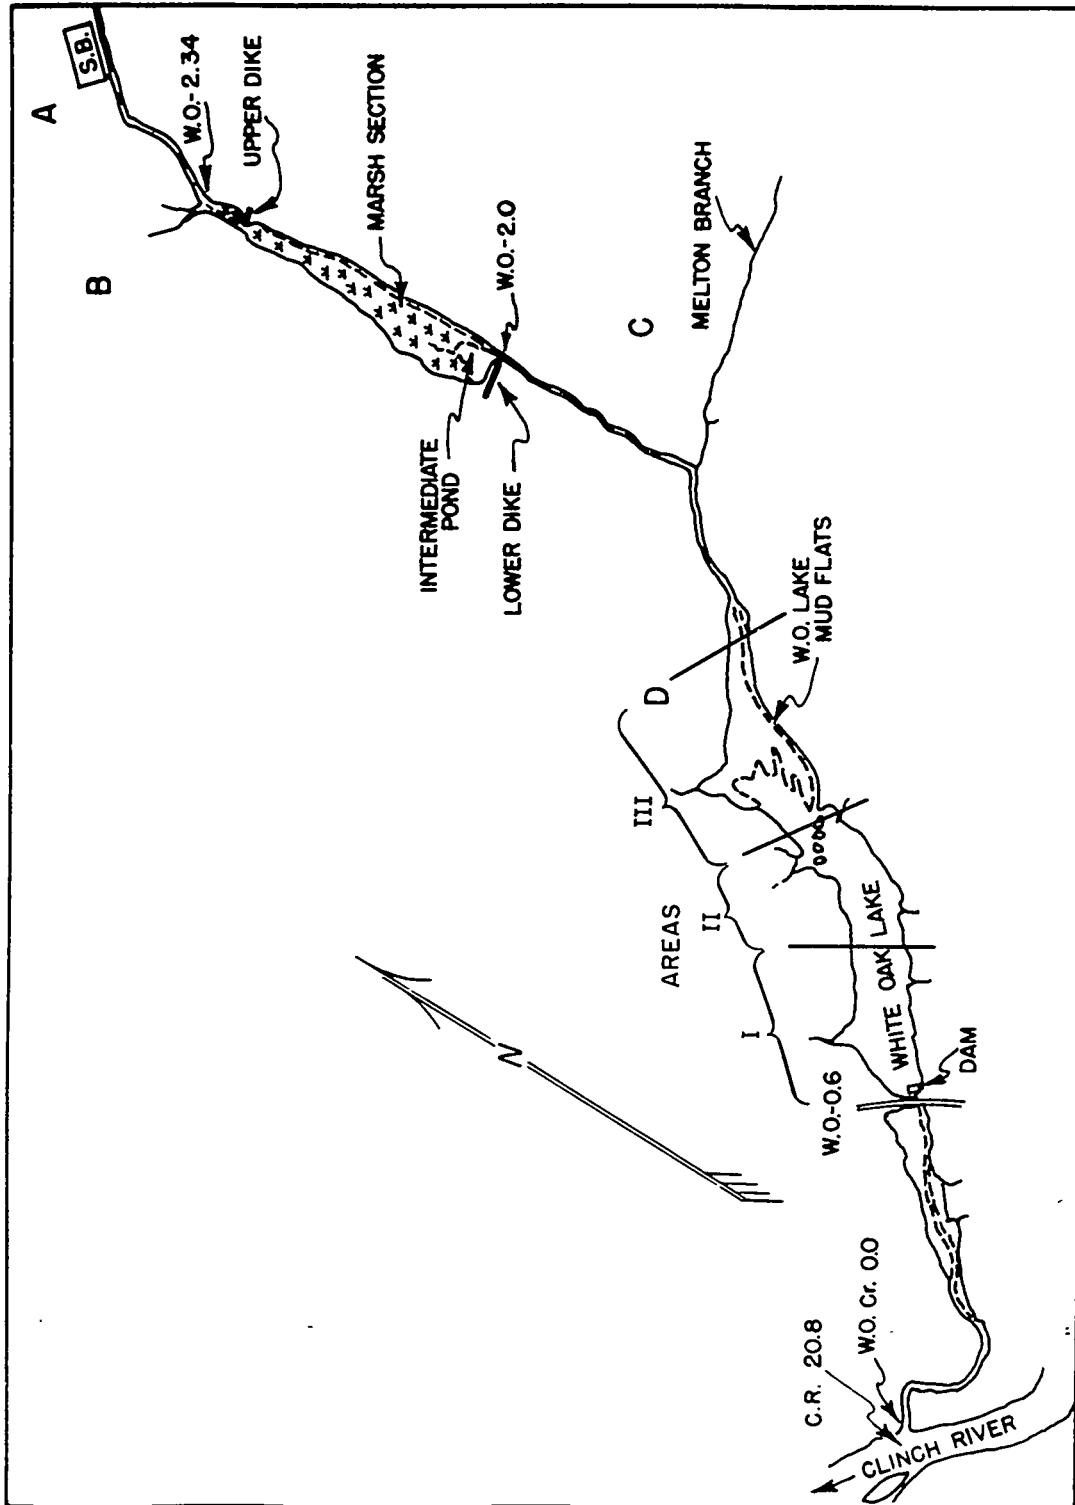 A
S.B.
W.O.-2.34
UPPER DIKE
B
MARSH SECTION
W.O.-2.0
INTERMEDIATE
POND
LOWER DIKE
C
MELTON BRANCH
D
W.O. LAKE
MUD FLATS
III
AREAS
II
I
WHITE OAK LAKE
N
DAM
W.O.-0.6
C.R. 20.8
W.O. Cr. 0.0
CLINCH RIVER